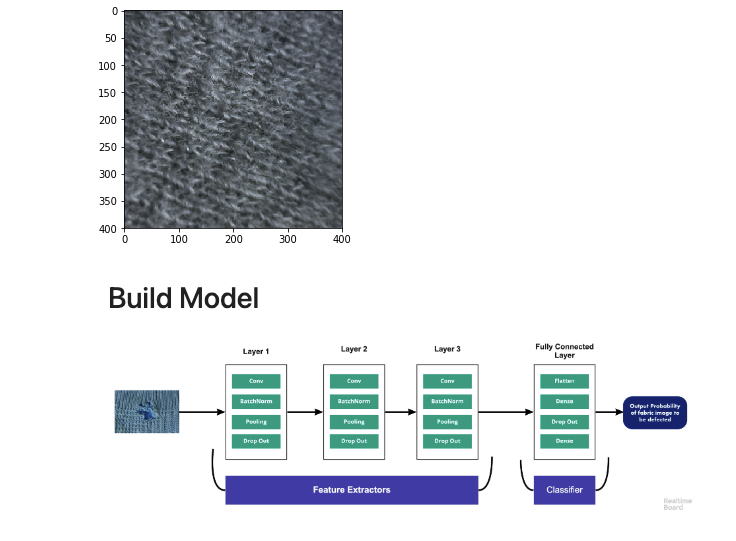 0
50
100
150
200
250
300
350
400
0 100 200 300 400
Build Model
Layer 1 Layer 2 Layer 3 Fully Connected
Layer
Conv Conv Conv Flatten
BatchNorm BatchNorm BatchNorm Dense
Pooling Pooling Pooling Drop Out
Drop Out Drop Out Drop Out Dense
Output Probability
of fabric image to
be defected
Feature Extractors Classifier
Realtime
Board